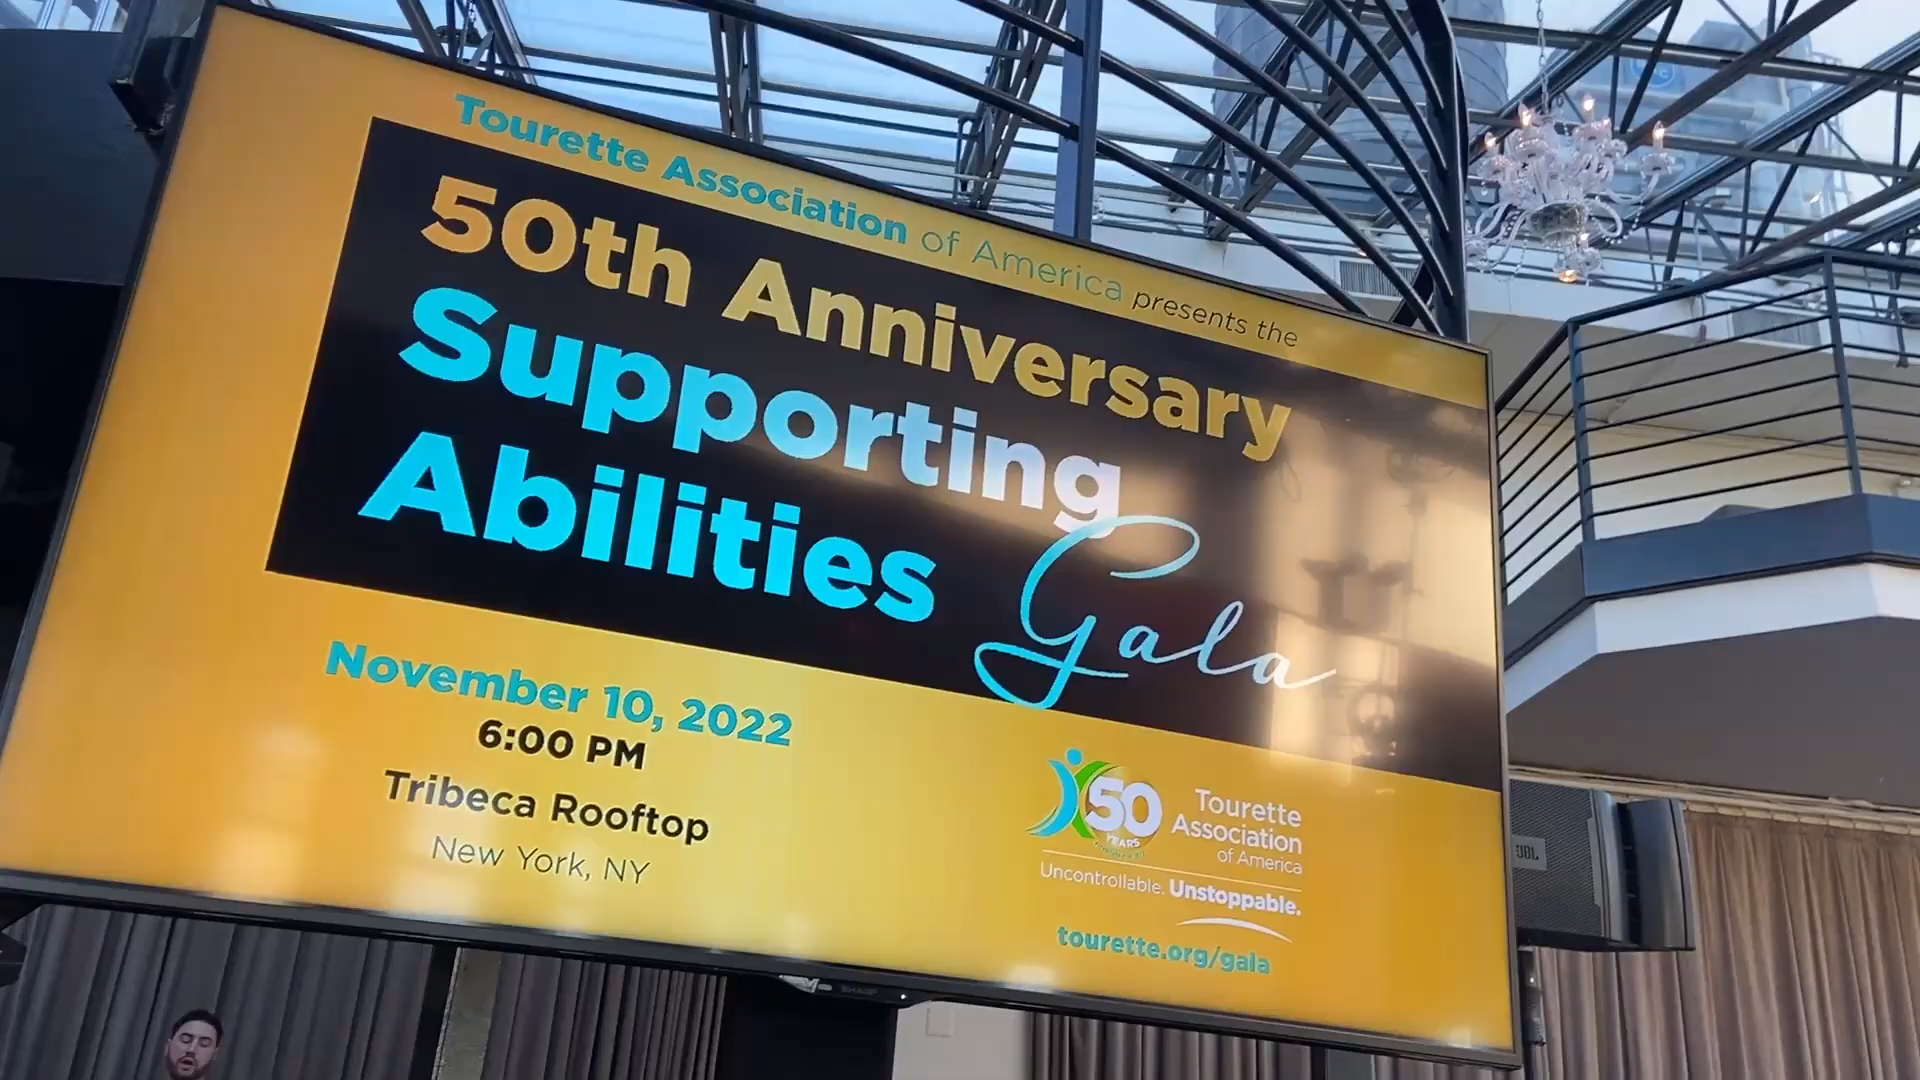 Tourette Association of America presents the
50th Anniversary
Supporting
Abilities Gala
November 10, 2022
6:00 PM
Tribeca Rooftop
New York, NY
50
YEARS
Tourette
Association
of America
Uncontrollable. Unstoppable.
tourette.org/gala
JBL
SHARP